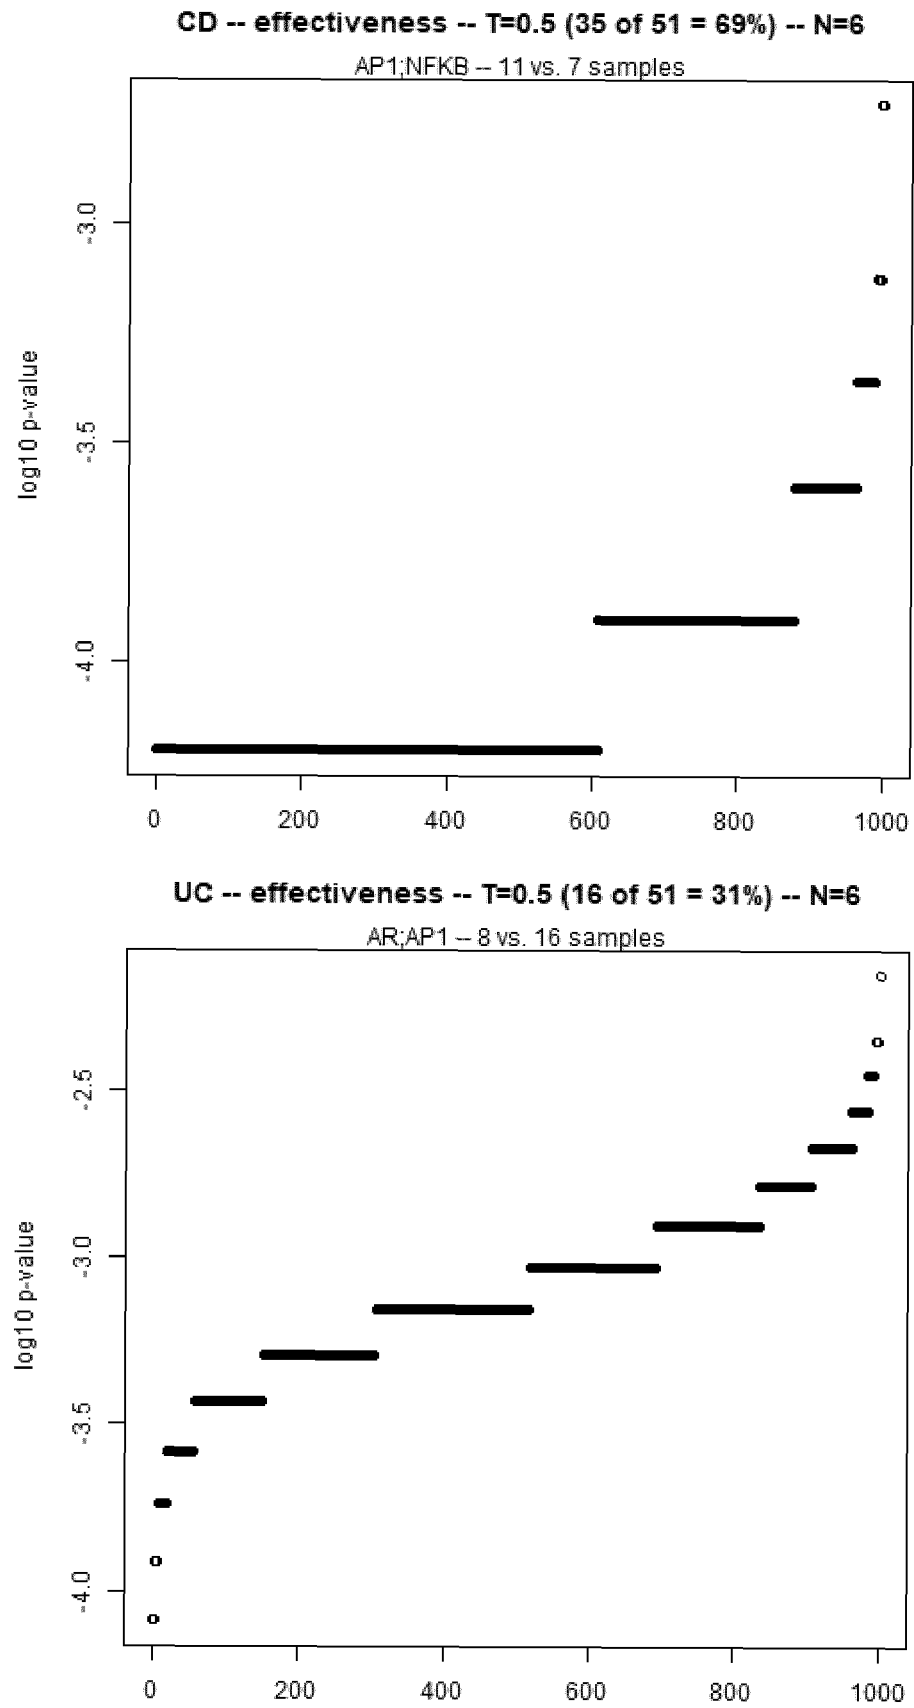 CD -- effectiveness -- T=0.5 (35 of 51 = 69%) -- N=6
AP1;NFKB -- 11 vs. 7 samples
-3.0
-3.5
-4.0
log10 p-value
0 200 400 600 800 1000
UC -- effectiveness -- T=0.5 (16 of 51 = 31%) -- N=6
AR;AP1 -- 8 vs. 16 samples
-2.5
-3.0
-3.5
-4.0
log10 p-value
0 200 400 600 800 1000